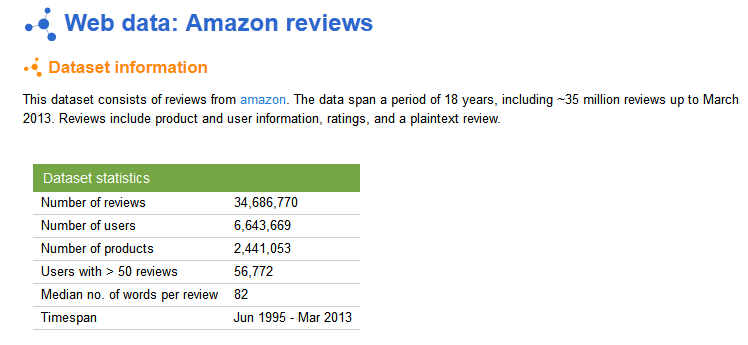 Web data: Amazon reviews
Dataset information
This dataset consists of reviews from amazon. The data span a period of 18 years, including ~35 million reviews up to March
2013. Reviews include product and user information, ratings, and a plaintext review.
Dataset statistics
Number of reviews 34,686,770
Number of users 6,643,669
Number of products 2,441,053
Users with > 50 reviews 56,772
Median no. of words per review 82
Timespan Jun 1995 - Mar 2013